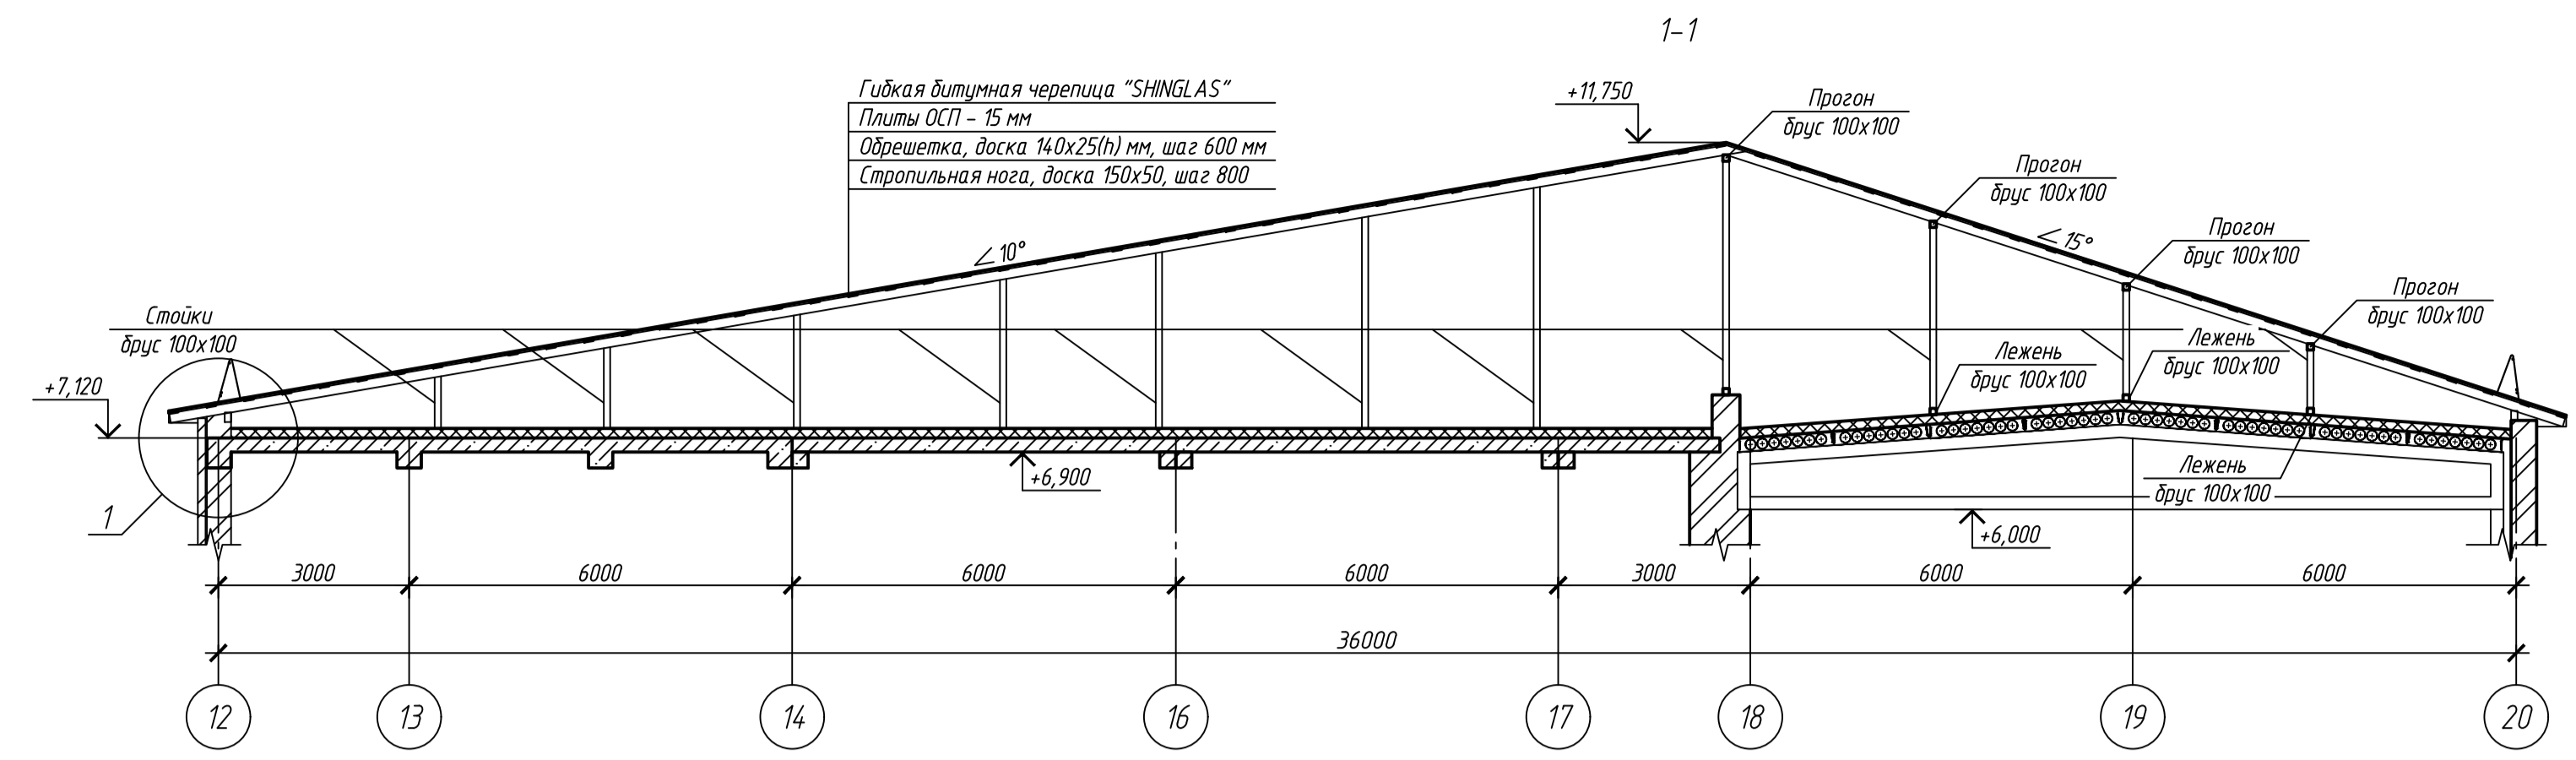 1-1
Гибкая битумная черепица "SHINGLAS"
Плиты ОСП - 15 мм
Обрешетка, доска 140х25(h) мм, шаг 600 мм
Стропильная нога, доска 150х50, шаг 800
+11,750
Прогон
брус 100х100
Прогон
брус 100х100
Прогон
брус 100х100
Прогон
брус 100х100
∠10°
<15°
Стойки
брус 100х100
Лежень
брус 100х100
Лежень
брус 100х100
+7,120
+6,900
Лежень
брус 100х100
1
+6,000
3000
6000
6000
6000
3000
6000
6000
36000
12
13
14
16
17
18
19
20